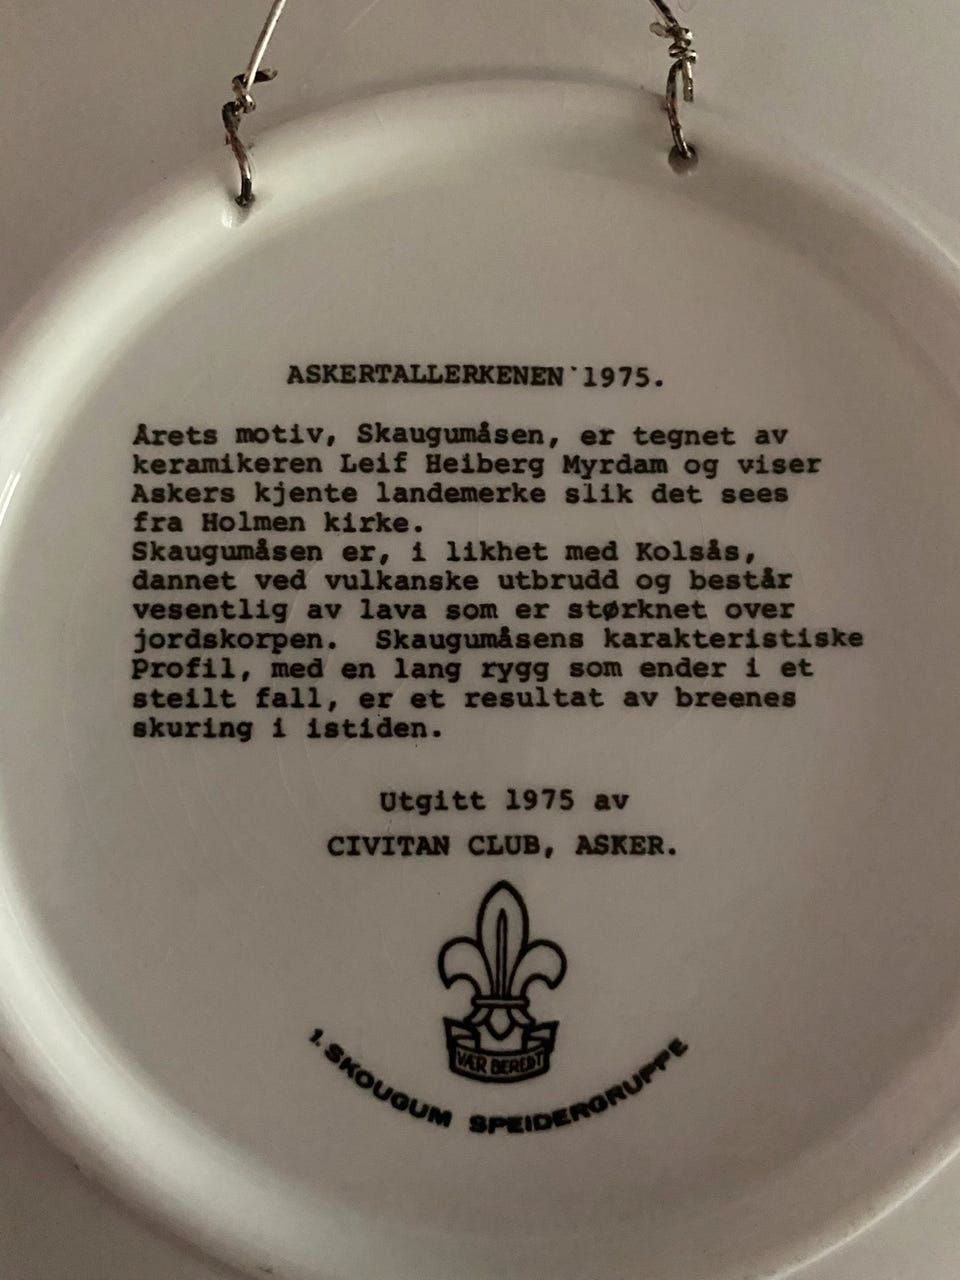 ASKERTALLERKENEN'1975.
Årets motiv, Skaugumåsen, er tegnet av
keramikeren Leif Heiberg Myrdam og viser
Askers kjente landemerke slik det sees
fra Holmen kirke.
Skaugumåsen er, i likhet med Kolsås,
dannet ved vulkanske utbrudd og består
vesentlig av lava som er størknet over
jordskorpen. Skaugumåsens karakteristiske
Profil, med en lang rygg som ender i et
steilt fall, er et resultat av breenes
skuring i istiden.
Utgitt 1975 av
CIVITAN CLUB, ASKER.
VÆR BEREDT
1. SKOUGUM SPEIDERGRUPPE